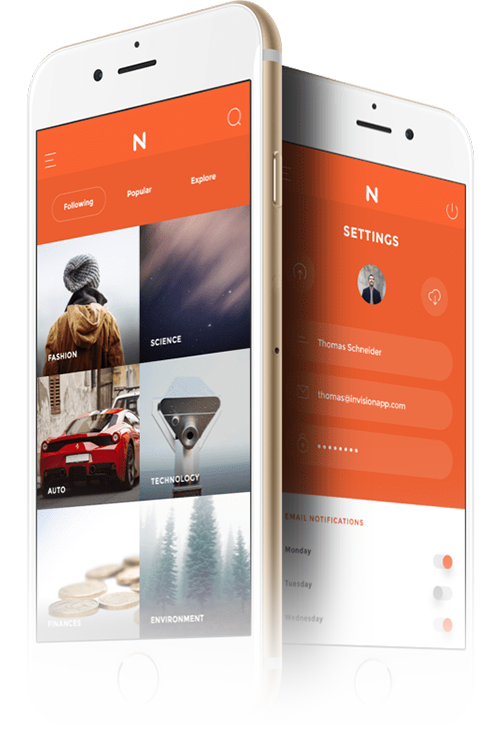 N
Following
Popular
Explore
FASHION
SCIENCE
AUTO
TECHNOLOGY
FINANCES
ENVIRONMENT
N
SETTINGS
Thomas Schneider
thomas@invisionapp.com
••••••••
EMAIL NOTIFICATIONS
Monday
Tuesday
Wednesday